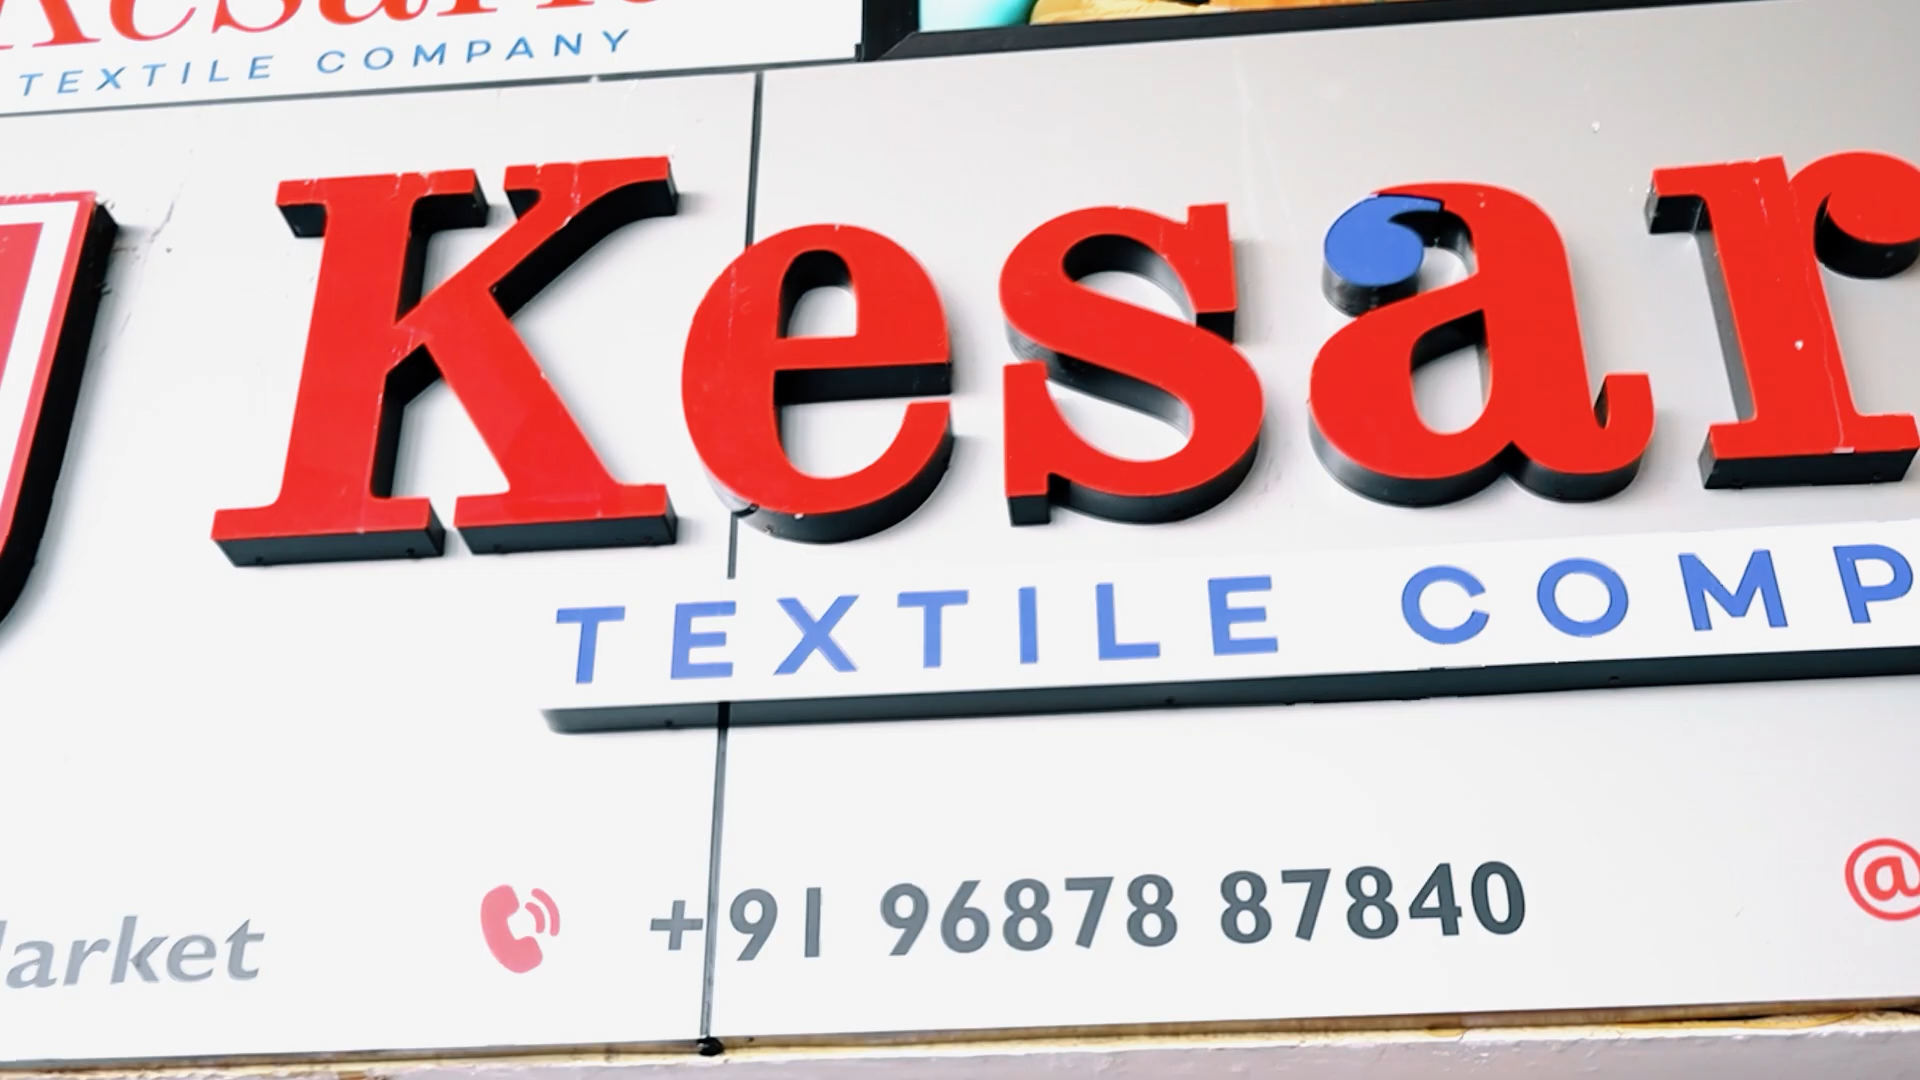 TEXTILE COMPANY
Kesar
TEXTILE COMP
arket +91 96878 87840 @